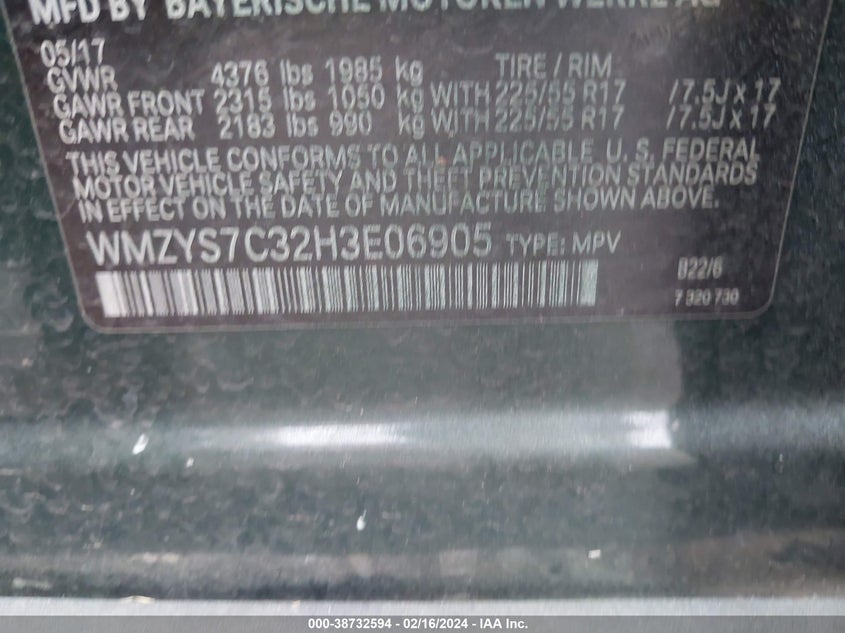 MFD BY BAYERISCHE MOTOREN WERKE AG
05/17
GVWR 4376 lbs 1985 kg TIRE / RIM
GAWR FRONT 2315 lbs 1050 kg WITH 225/55 R17 /7.5J x 17
GAWR REAR 2183 lbs 990 kg WITH 225/55 R17 /7.5J x 17
THIS VEHICLE CONFORMS TO ALL APPLICABLE U.S. FEDERAL
MOTOR VEHICLE SAFETY AND THEFT PREVENTION STANDARDS
IN EFFECT ON THE DATE OF MANUFACTURE SHOWN ABOVE.
WMZYS7C32H3E06905 TYPE: MPV
B22/6
7 320 730
000-38732594 - 02/16/2024 - IAA Inc.